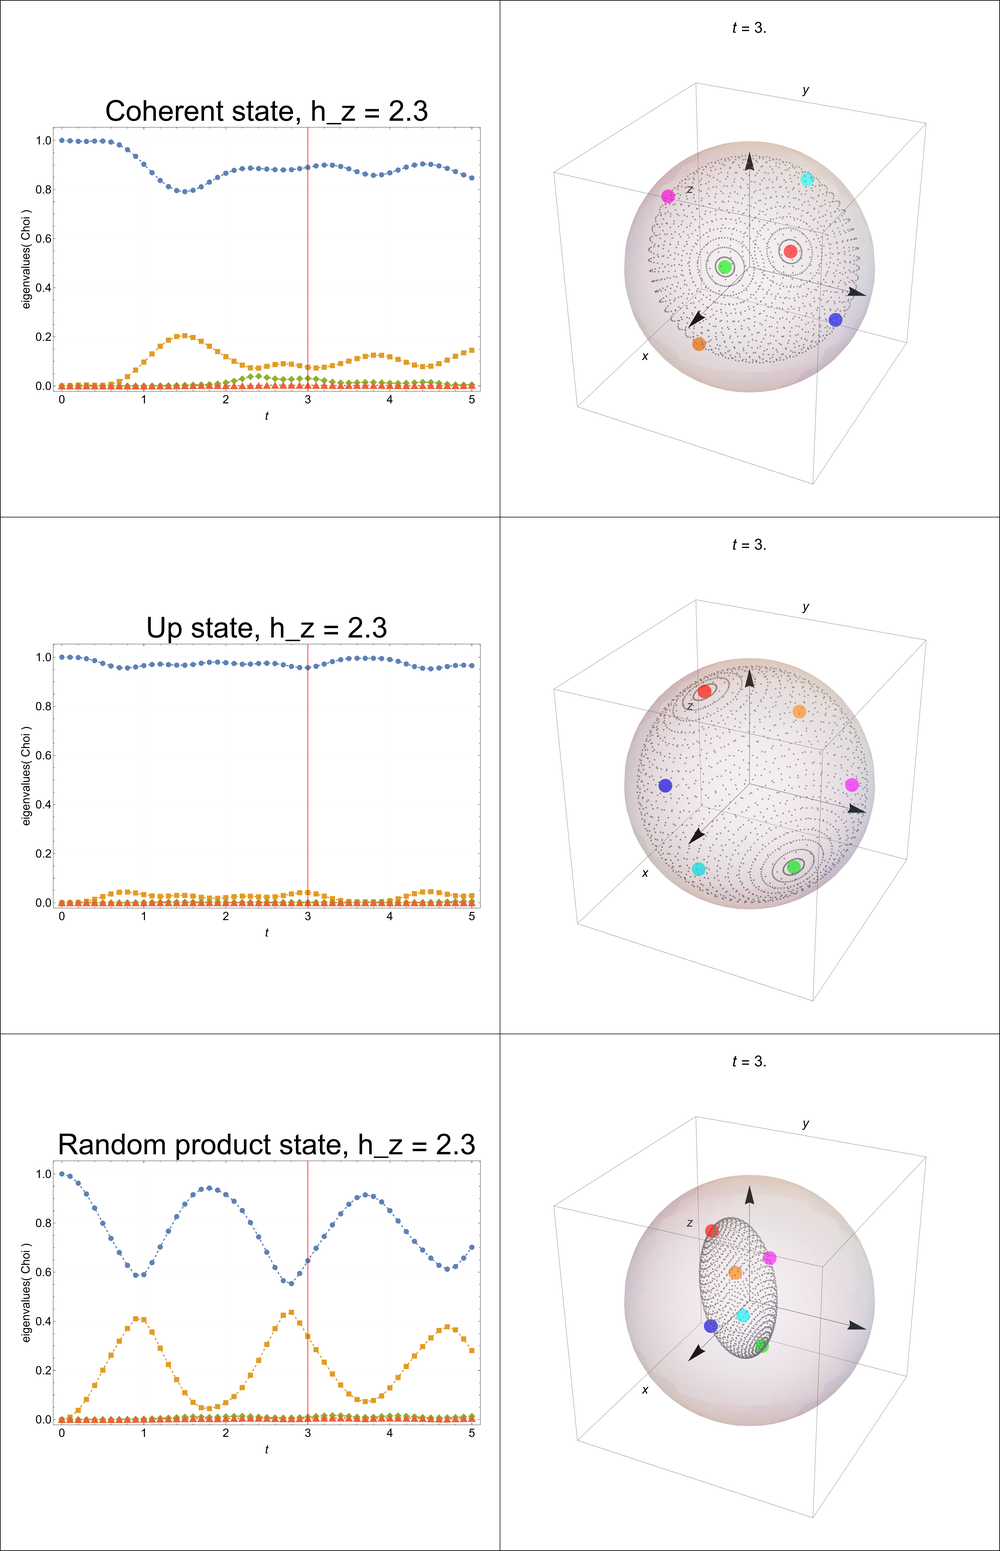 Coherent state, h_z = 2.3
eigenvalues( Choi )
1.0
0.8
0.6
0.4
0.2
0.0
0 1 2 3 4 5
t
t = 3.
y
z
x
Up state, h_z = 2.3
eigenvalues( Choi )
1.0
0.8
0.6
0.4
0.2
0.0
0 1 2 3 4 5
t
t = 3.
y
z
x
Random product state, h_z = 2.3
eigenvalues( Choi )
1.0
0.8
0.6
0.4
0.2
0.0
0 1 2 3 4 5
t
t = 3.
y
z
x